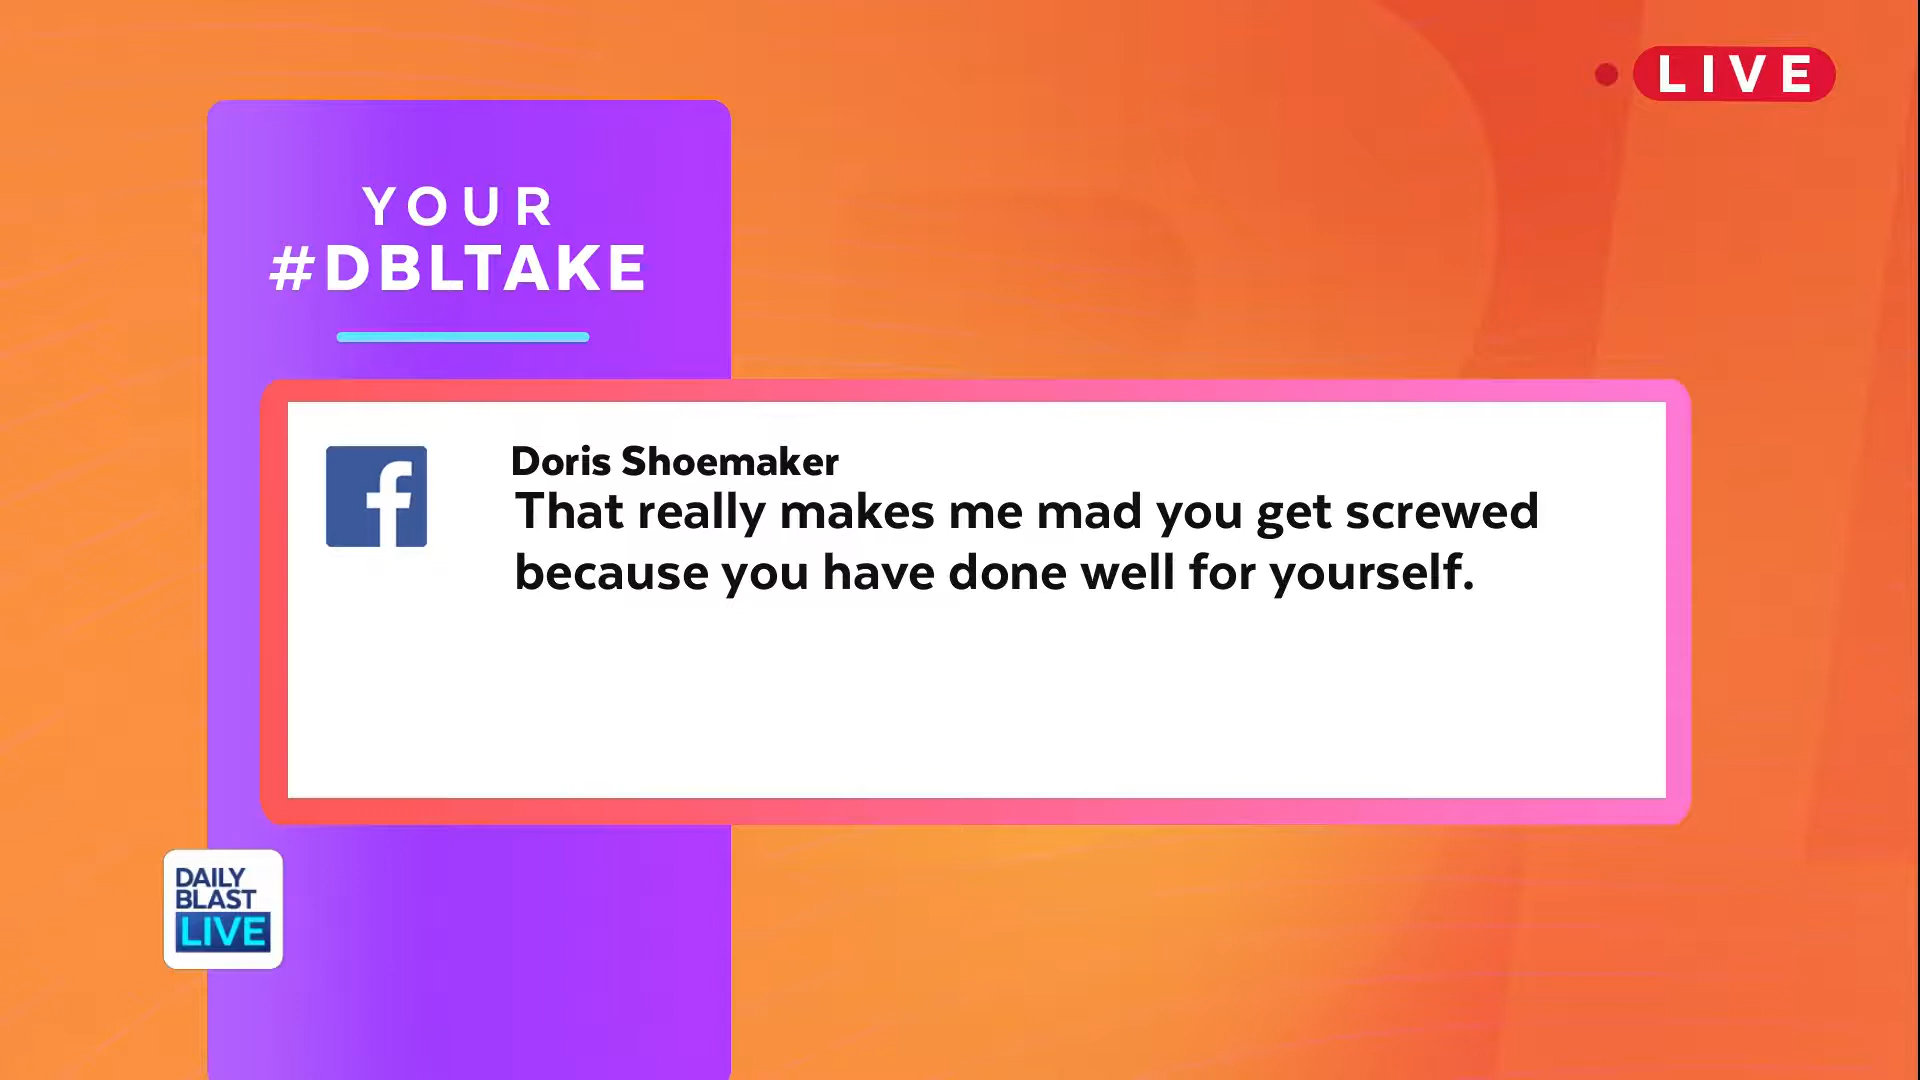 LIVE
YOUR
#DBLTAKE
Doris Shoemaker
That really makes me mad you get screwed
because you have done well for yourself.
DAILY
BLAST
LIVE